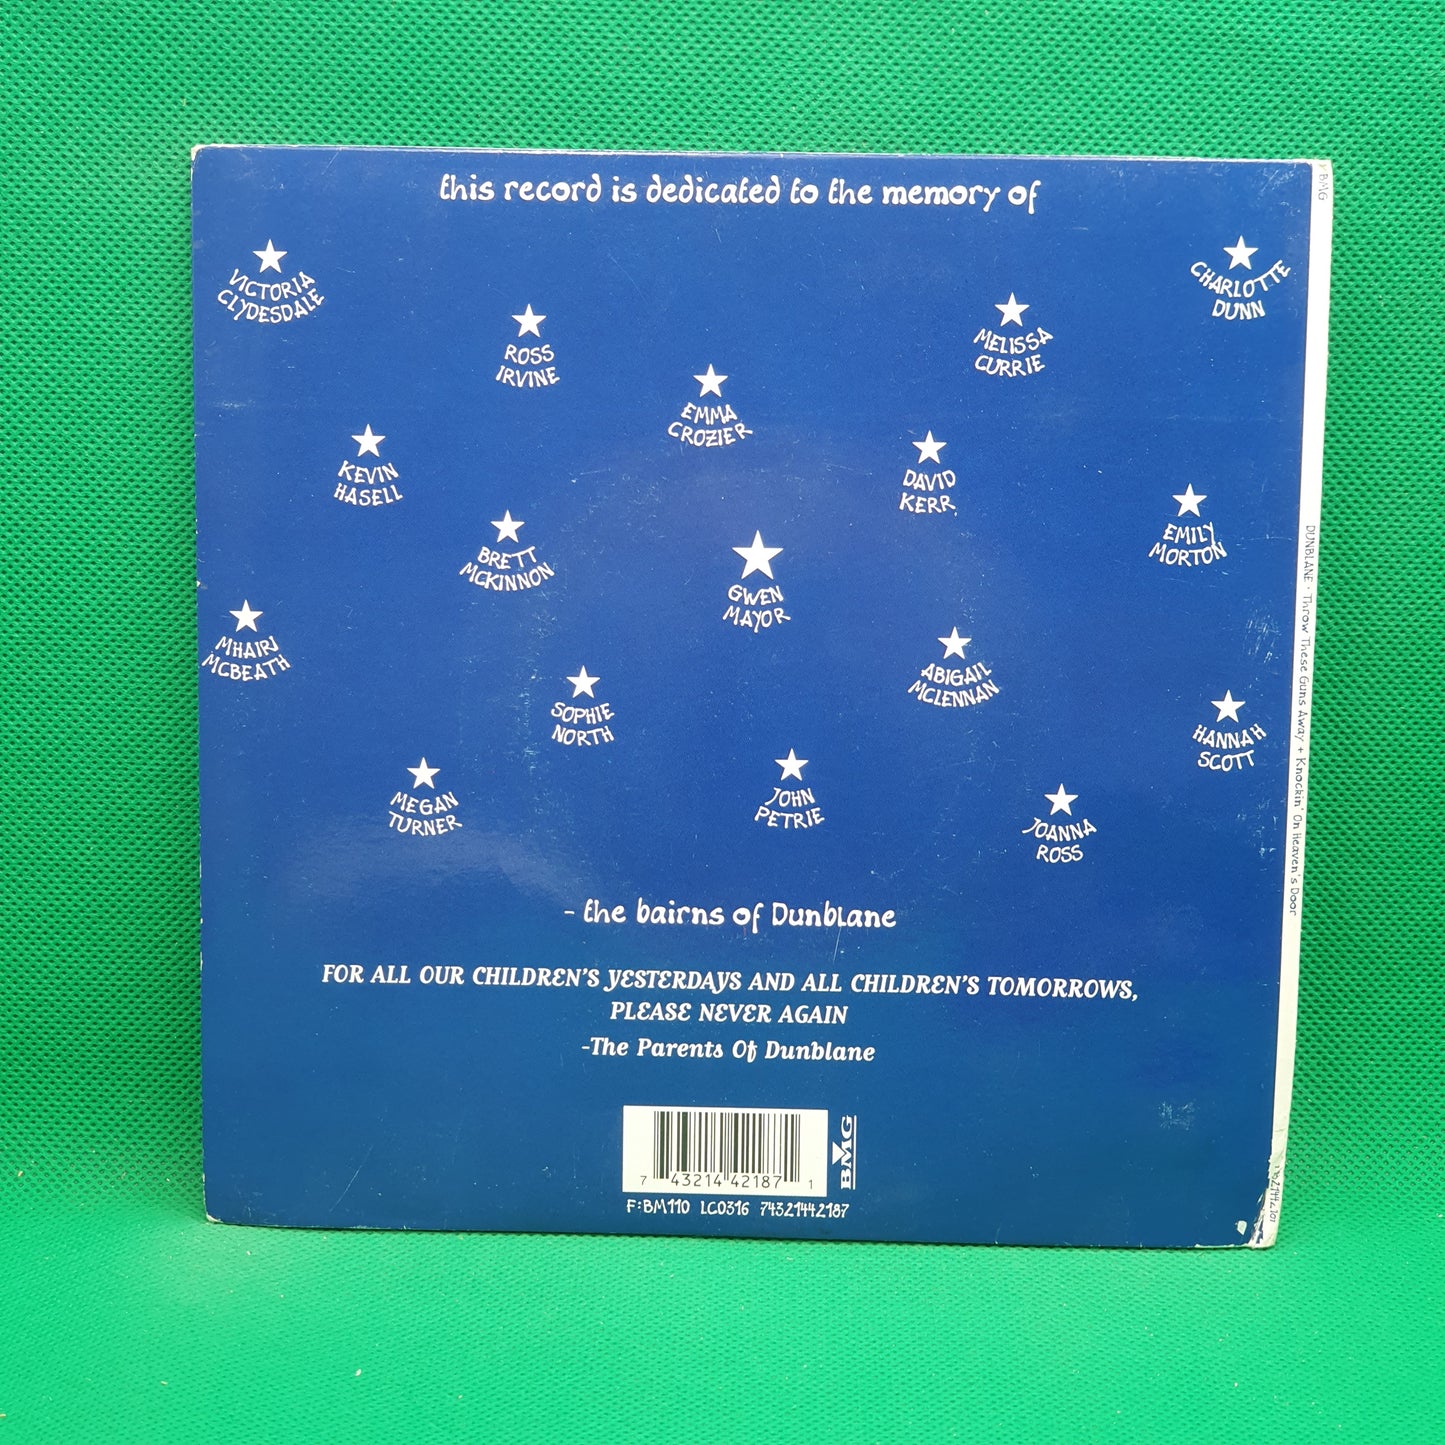 this record is dedicated to the memory of
VICTORIA
CLYDESDALE
CHARLOTTE
DUNN
ROSS
IRVINE
MELISSA
CURRIE
EMMA
CROZIER
KEVIN
HASELL
DAVID
KERR
EMILY
MORTON
BRETT
MCKINNON
GWEN
MAYOR
MHAIRI
MCBEATH
ABIGAIL
MCLENNAN
SOPHIE
NORTH
HANNAH
SCOTT
MEGAN
TURNER
JOHN
PETRIE
JOANNA
ROSS
- the bairns of Dunblane
FOR ALL OUR CHILDREN'S YESTERDAYS AND ALL CHILDREN'S TOMORROWS,
PLEASE NEVER AGAIN
-The Parents Of Dunblane
7 43214 42187 1
BMG
F:BM110 LC0316 74321442187
BMG
DUNBLANE · Throw These Guns Away + Knockin' On Heaven's Door